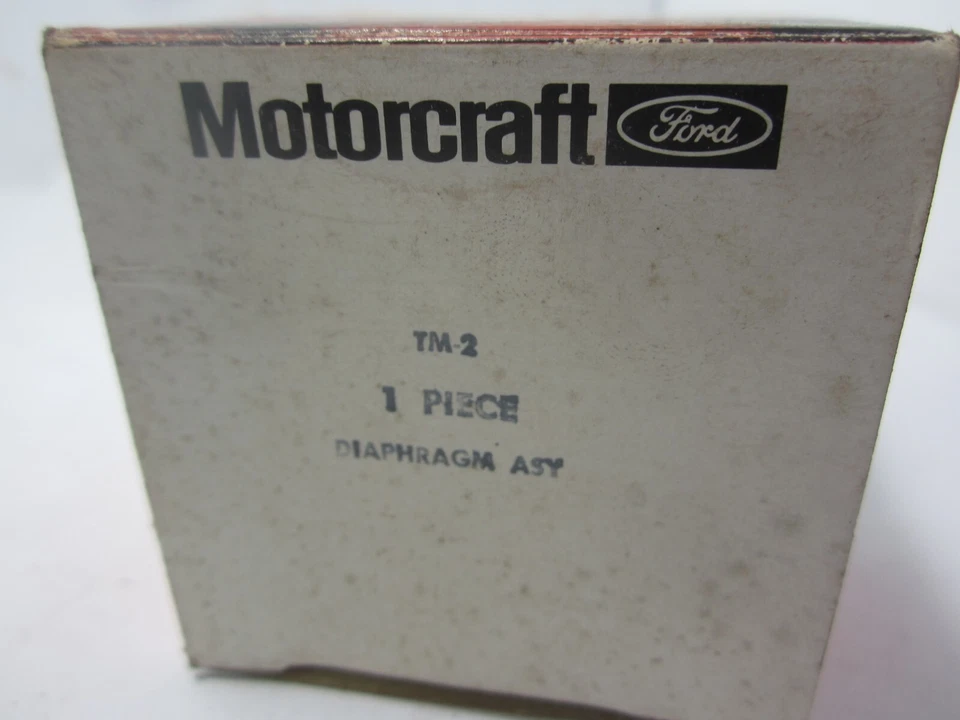 Motorcraft Ford
TM-2
1 PIECE
DIAPHRAGM ASY